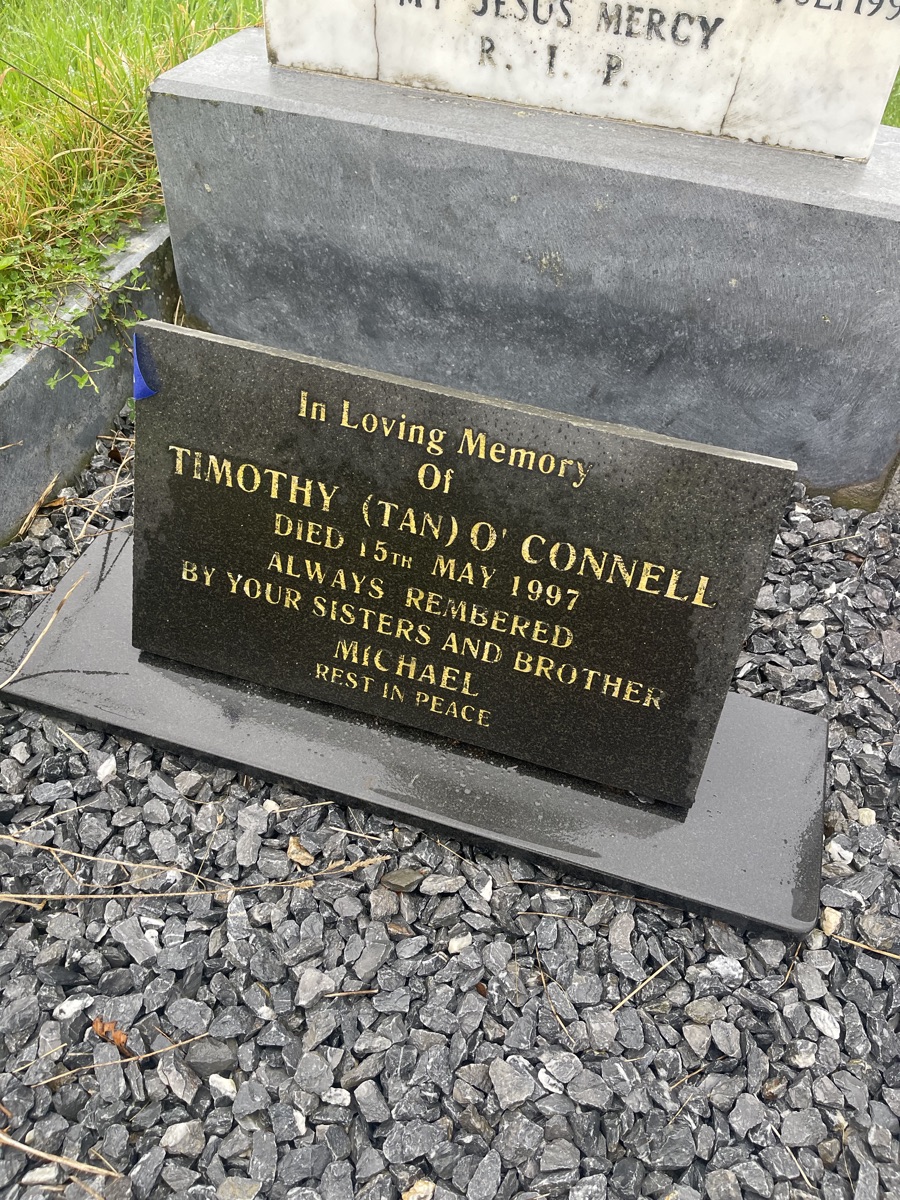 MY JESUS MERCY
R. I. P.
In Loving Memory
Of
TIMOTHY (TAN) O' CONNELL
DIED 15TH MAY 1997
ALWAYS REMBERED
BY YOUR SISTERS AND BROTHER
MICHAEL
REST IN PEACE